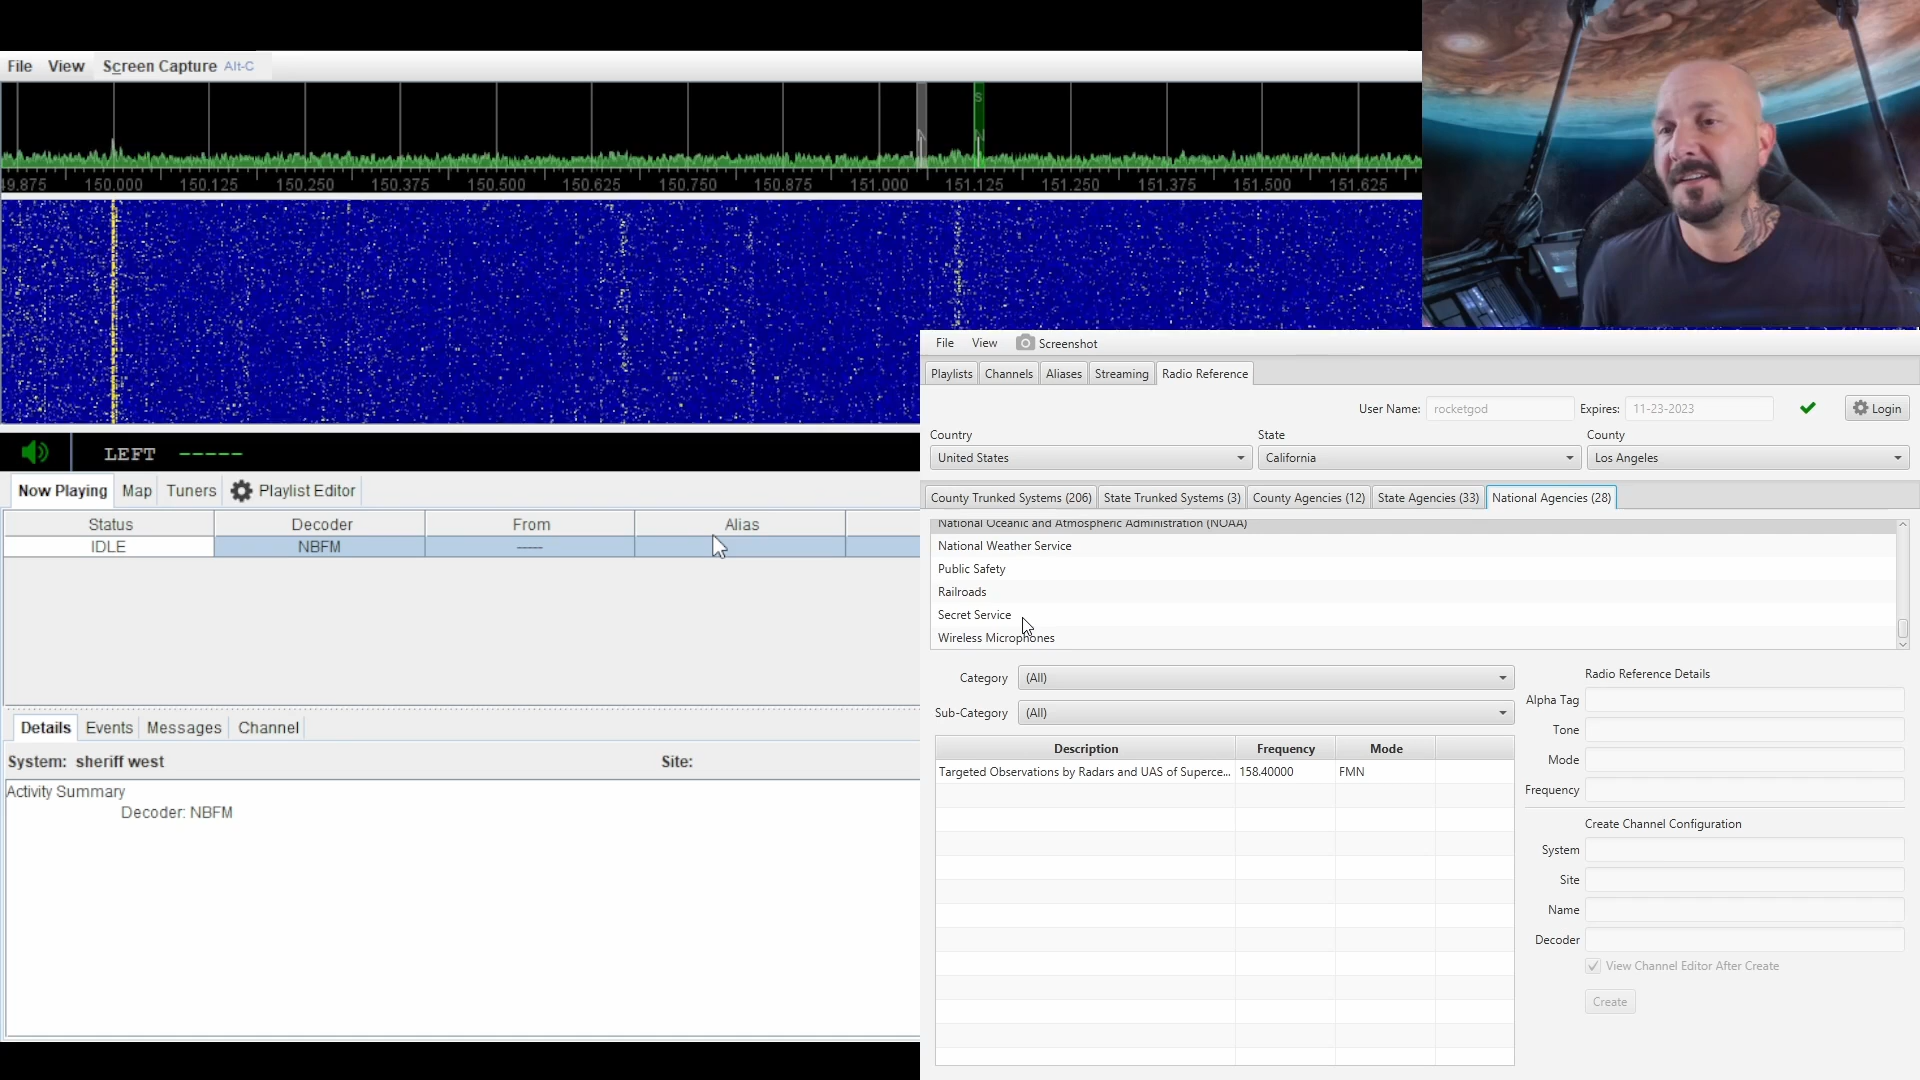 File View Screen Capture Alt-C
S
N N
49.875 150.000 150.125 150.250 150.375 150.500 150.625 150.750 150.875 151.000 151.125 151.250 151.375 151.500 151.625
LEFT -----
Now Playing Map Tuners Playlist Editor
Status Decoder From Alias
IDLE NBFM -----
Details Events Messages Channel
System: sheriff west Site:
Activity Summary
Decoder: NBFM
File View Screenshot
Playlists Channels Aliases Streaming Radio Reference
User Name: rocketgod Expires: 11-23-2023 Login
Country State County
United States California Los Angeles
County Trunked Systems (206) State Trunked Systems (3) County Agencies (12) State Agencies (33) National Agencies (28)
National Oceanic and Atmospheric Administration (NOAA)
National Weather Service
Public Safety
Railroads
Secret Service
Wireless Microphones
Category (All)
Sub-Category (All)
Description Frequency Mode
Targeted Observations by Radars and UAS of Superce... 158.40000 FMN
Radio Reference Details
Alpha Tag
Tone
Mode
Frequency
Create Channel Configuration
System
Site
Name
Decoder
View Channel Editor After Create
Create